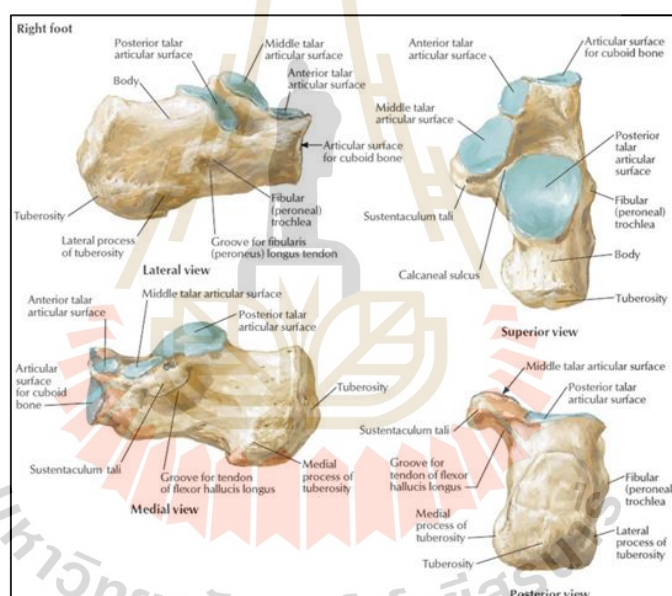 Right foot
Posterior talar
articular surface
Middle talar
articular surface
Anterior talar
articular surface
Body
Articular surface
for cuboid bone
Tuberosity
Fibular
(peroneal)
trochlea
Lateral process
of tuberosity
Groove for fibularis
(peroneus) longus tendon
Lateral view
Anterior talar
articular surface
Articular surface
for cuboid bone
Middle talar
articular surface
Posterior
talar
articular
surface
Sustentaculum tali
Fibular
(peroneal)
trochlea
Calcaneal sulcus
Body
Tuberosity
Superior view
Anterior talar
articular surface
Middle talar articular surface
Posterior talar
articular surface
Articular
surface
for cuboid
bone
Tuberosity
Sustentaculum tali
Groove for tendon
of flexor hallucis longus
Medial
process of
tuberosity
Medial view
Middle talar articular surface
Posterior talar
articular surface
Sustentaculum tali
Groove for
tendon of flexor
hallucis longus
Fibular
(peroneal)
trochlea
Medial
process of
tuberosity
Lateral
process of
tuberosity
Tuberosity
Posterior view